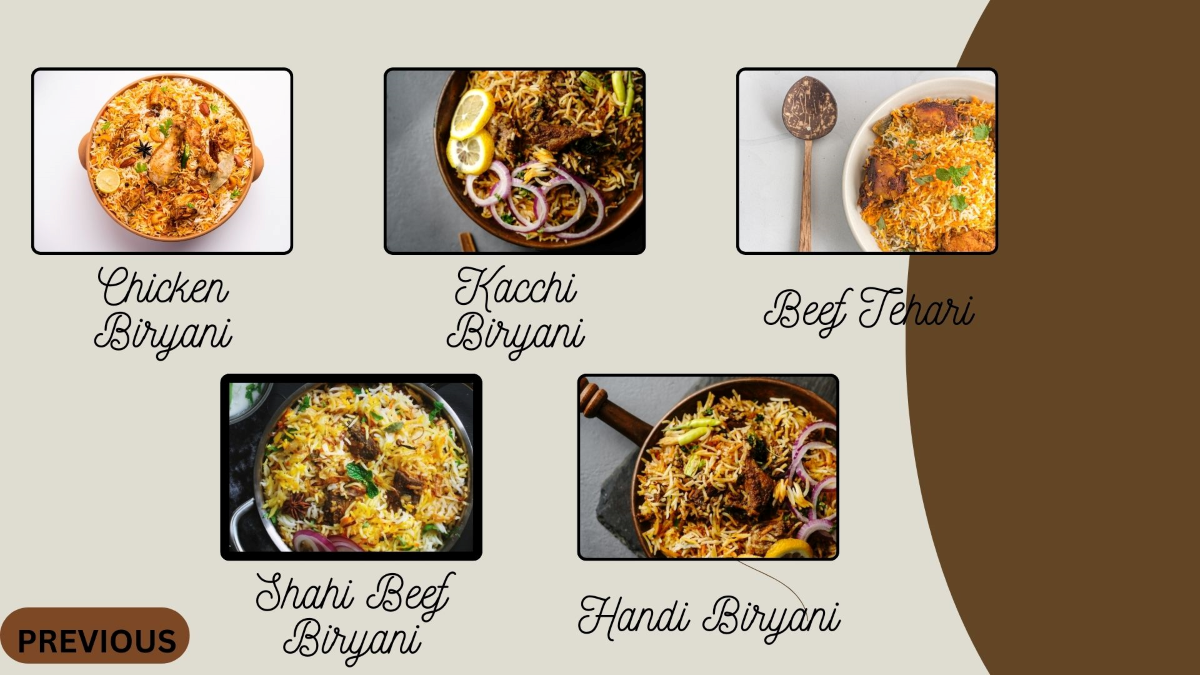 Chicken
Biryani
Kacchi
Biryani
Beef Tehari
Shahi Beef
Biryani
Handi Biryani
PREVIOUS